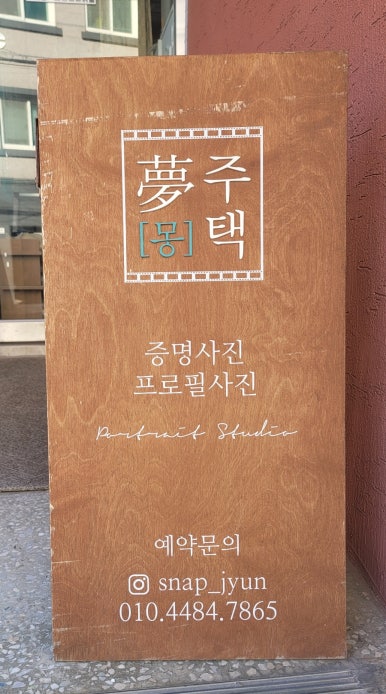 夢주
[몽]택
증명사진
프로필사진
Portrait Studio
예약문의
snap_jyun
010.4484.7865